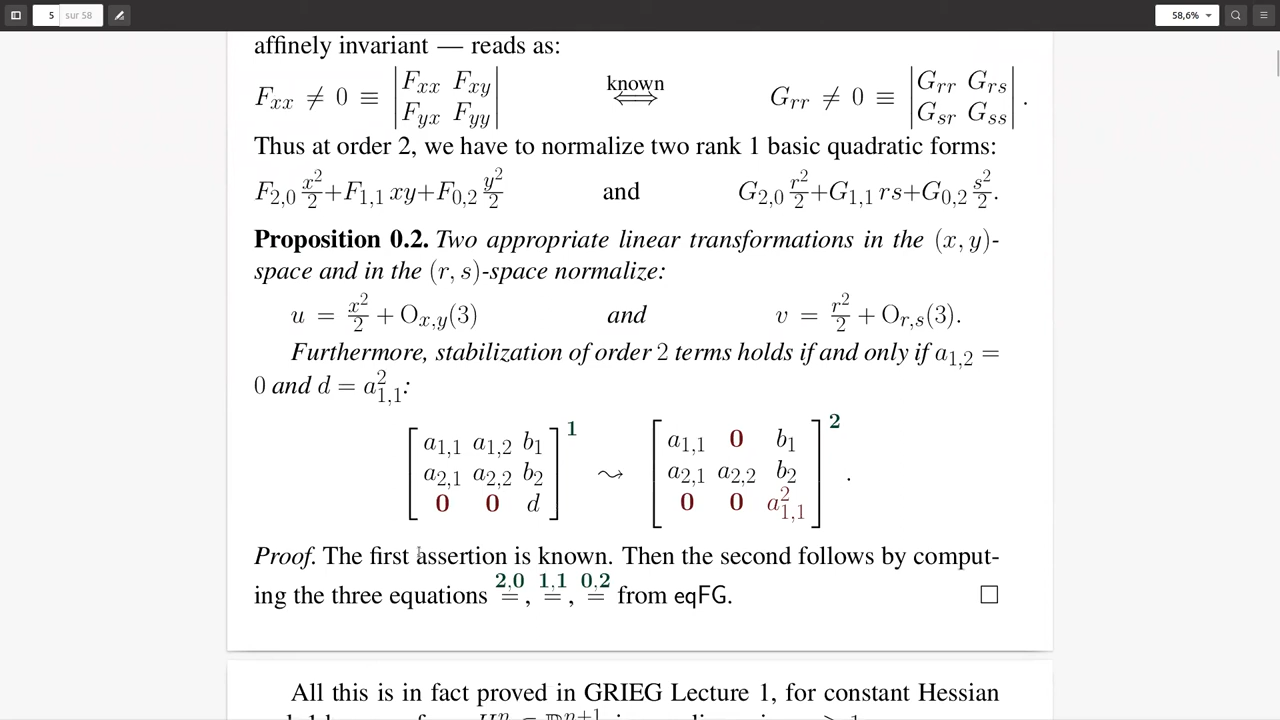 5 sur 58 58,6%
affinely invariant — reads as:
F_{xx} ≠ 0 ≡ |F_{xx} F_{xy}; F_{yx} F_{yy}| known ⟺ G_{rr} ≠ 0 ≡ |G_{rr} G_{rs}; G_{sr} G_{ss}|.
Thus at order 2, we have to normalize two rank 1 basic quadratic forms:
F_{2,0} x²/2 + F_{1,1} xy + F_{0,2} y²/2 and G_{2,0} r²/2 + G_{1,1} rs + G_{0,2} s²/2.
Proposition 0.2. Two appropriate linear transformations in the (x, y)-
space and in the (r, s)-space normalize:
u = x²/2 + O_{x,y}(3) and v = r²/2 + O_{r,s}(3).
Furthermore, stabilization of order 2 terms holds if and only if a_{1,2} =
0 and d = a_{1,1}²:
[a_{1,1} a_{1,2} b_1; a_{2,1} a_{2,2} b_2; 0 0 d]^1 ⇝ [a_{1,1} 0 b_1; a_{2,1} a_{2,2} b_2; 0 0 a_{1,1}²]^2.
Proof. The first assertion is known. Then the second follows by comput-
ing the three equations 2,0 =, 1,1 =, 0,2 = from eqFG. □
All this is in fact proved in GRIEG Lecture 1, for constant Hessian